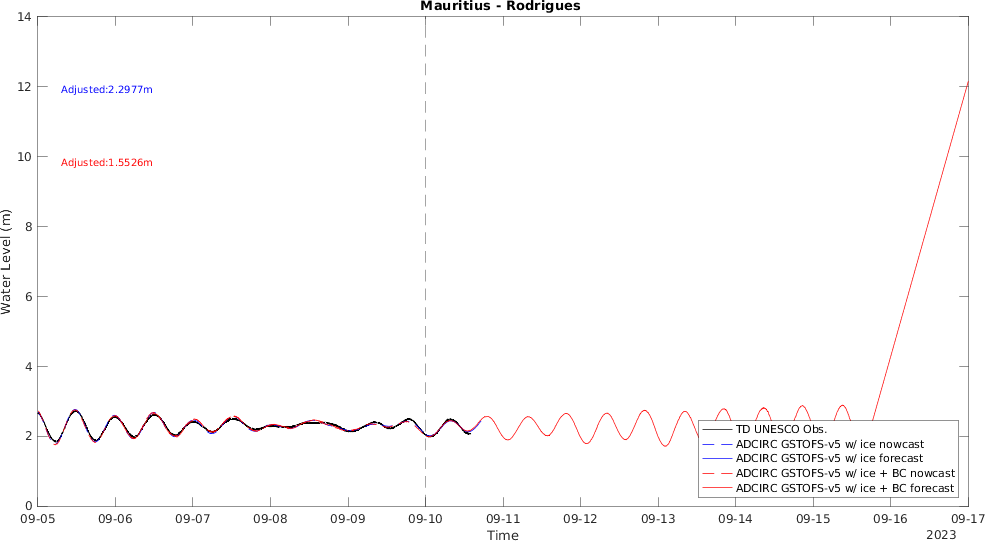 Mauritius - Rodrigues
14
12
10
8
6
4
2
0
Water Level (m)
Adjusted:2.2977m
Adjusted:1.5526m
TD UNESCO Obs.
ADCIRC GSTOFS-v5 w/ ice nowcast
ADCIRC GSTOFS-v5 w/ ice forecast
ADCIRC GSTOFS-v5 w/ ice + BC nowcast
ADCIRC GSTOFS-v5 w/ ice + BC forecast
09-05 09-06 09-07 09-08 09-09 09-10 09-11 09-12 09-13 09-14 09-15 09-16 09-17
Time
2023